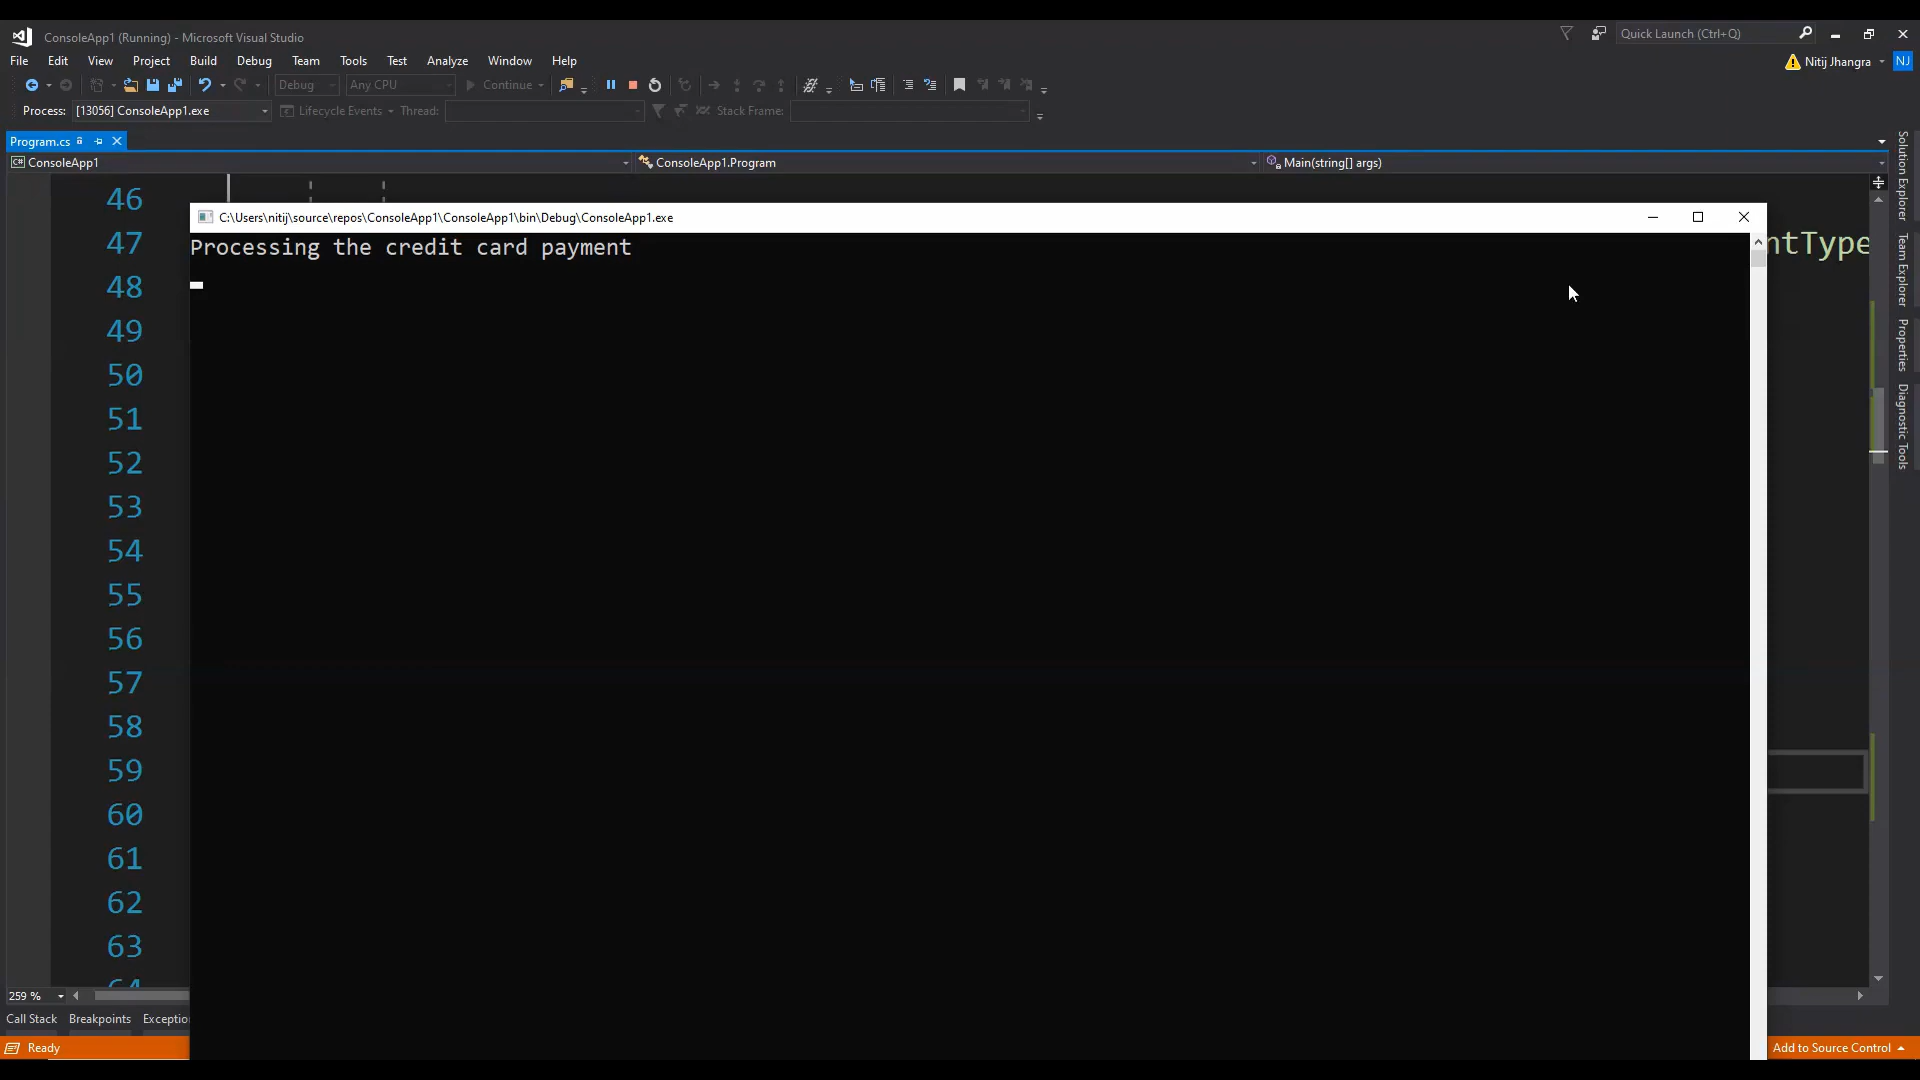 ConsoleApp1 (Running) - Microsoft Visual Studio
Quick Launch (Ctrl+Q)
File Edit View Project Build Debug Team Tools Test Analyze Window Help
Nitij Jhangra NJ
Debug Any CPU Continue
Process: [13056] ConsoleApp1.exe Lifecycle Events Thread: Stack Frame:
Program.cs
C# ConsoleApp1 ConsoleApp1.Program Main(string[] args)
46
C:\Users\nitij\source\repos\ConsoleApp1\ConsoleApp1\bin\Debug\ConsoleApp1.exe
Processing the credit card payment
47 ntType
48
49
50
51
52
53
54
55
56
57
58
59
60
61
62
63
64
Solution Explorer
Team Explorer
Properties
Diagnostic Tools
259 %
Call Stack Breakpoints Exceptio
Ready
Add to Source Control